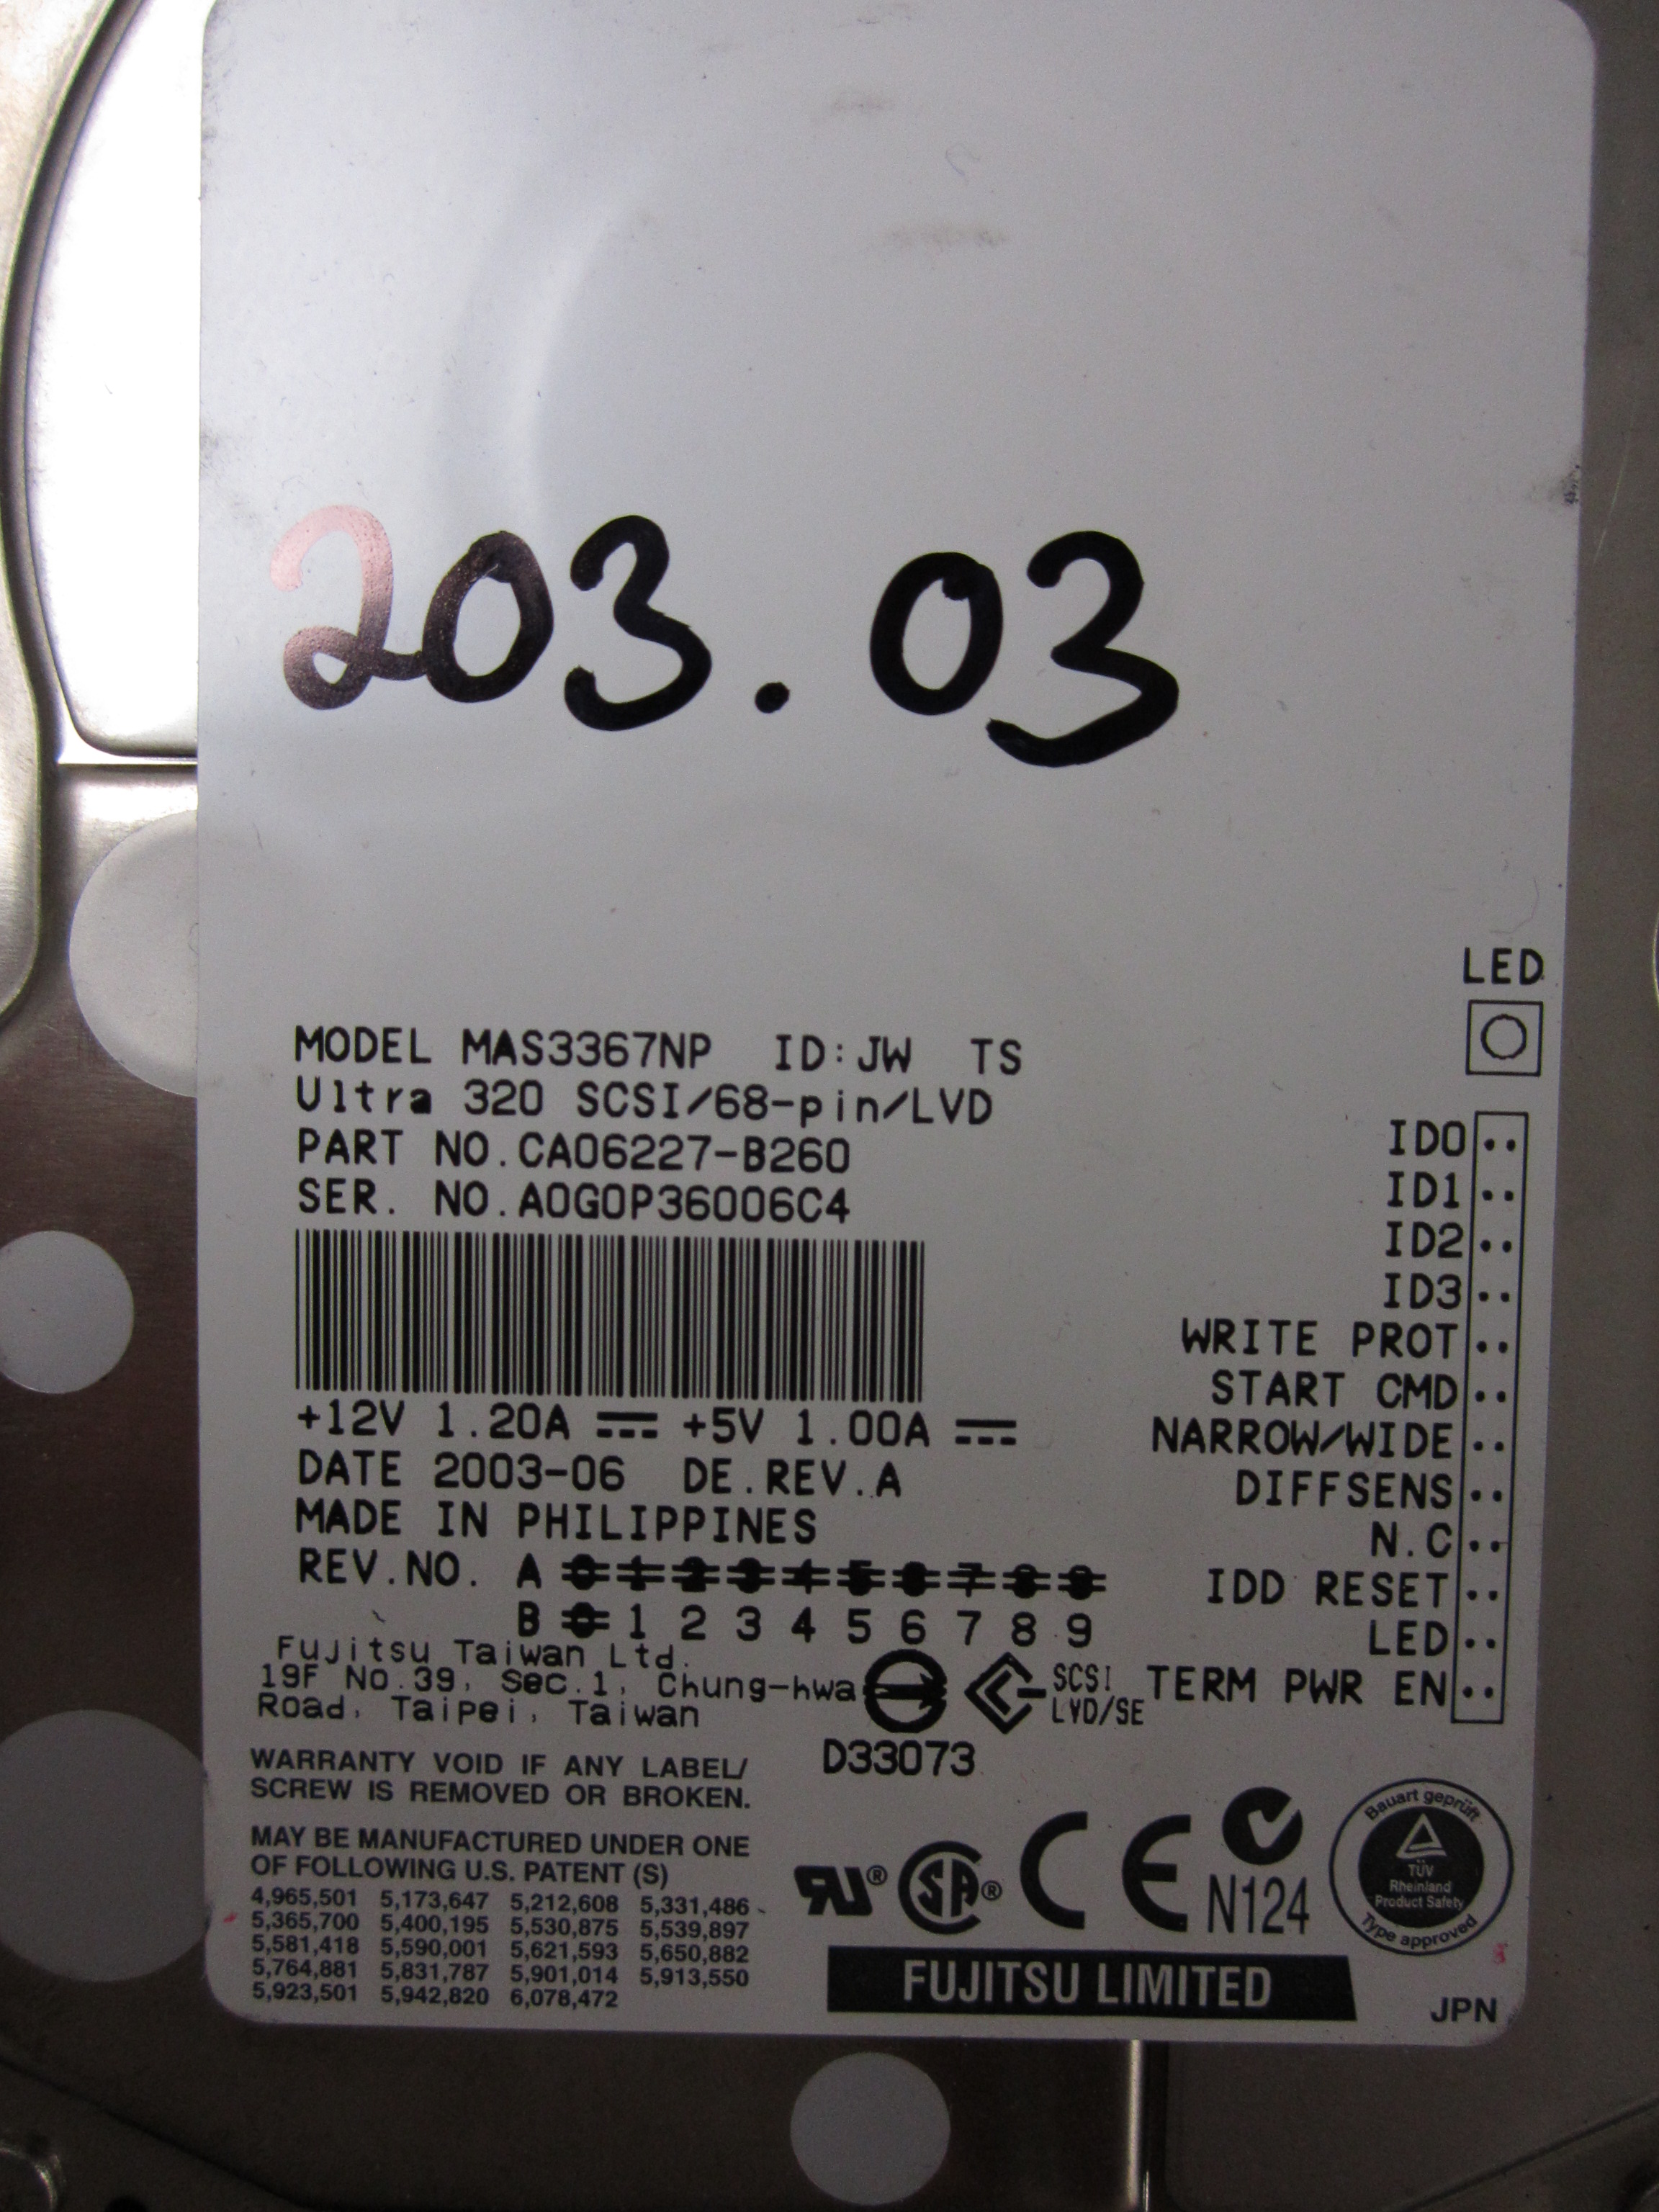 203.03
LED
MODEL MAS3367NP ID:JW TS
Ultra 320 SCSI/68-pin/LVD
PART NO.CA06227-B260
SER. NO.A0G0P36006C4
+12V 1.20A +5V 1.00A
DATE 2003-06 DE.REV.A
MADE IN PHILIPPINES
REV.NO. A 0 1 2 3 4 5 6 7 8 9
B 0 1 2 3 4 5 6 7 8 9
Fujitsu Taiwan Ltd.
19F No.39, Sec.1, Chung-hwa
Road, Taipei, Taiwan
ID0
ID1
ID2
ID3
WRITE PROT
START CMD
NARROW/WIDE
DIFFSENS
N.C
IDD RESET
LED
TERM PWR EN
SCSI
LVD/SE
D33073
WARRANTY VOID IF ANY LABEL/
SCREW IS REMOVED OR BROKEN.
MAY BE MANUFACTURED UNDER ONE
OF FOLLOWING U.S. PATENT (S)
4,965,501 5,173,647 5,212,608 5,331,486
5,365,700 5,400,195 5,530,875 5,539,897
5,581,418 5,590,001 5,621,593 5,650,882
5,764,881 5,831,787 5,901,014 5,913,550
5,923,501 5,942,820 6,078,472
RU® SA® CE N124
Bauart geprüft
TÜV
Rheinland
Product Safety
Type approved
FUJITSU LIMITED
JPN